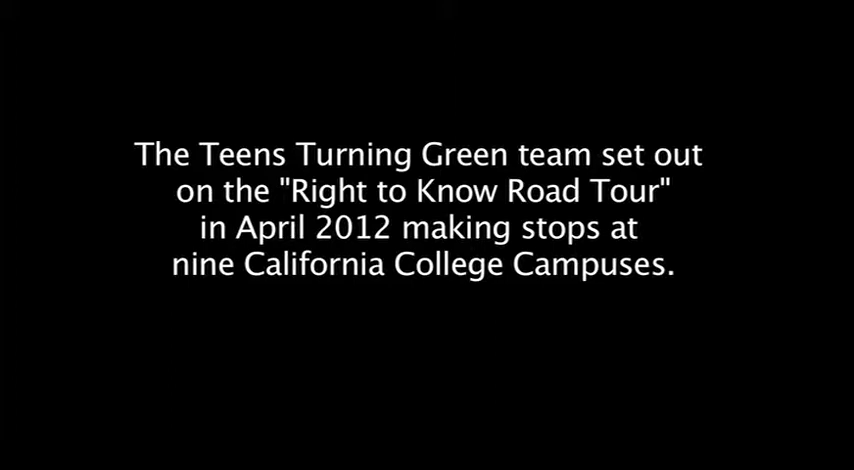 The Teens Turning Green team set out
on the "Right to Know Road Tour"
in April 2012 making stops at
nine California College Campuses.